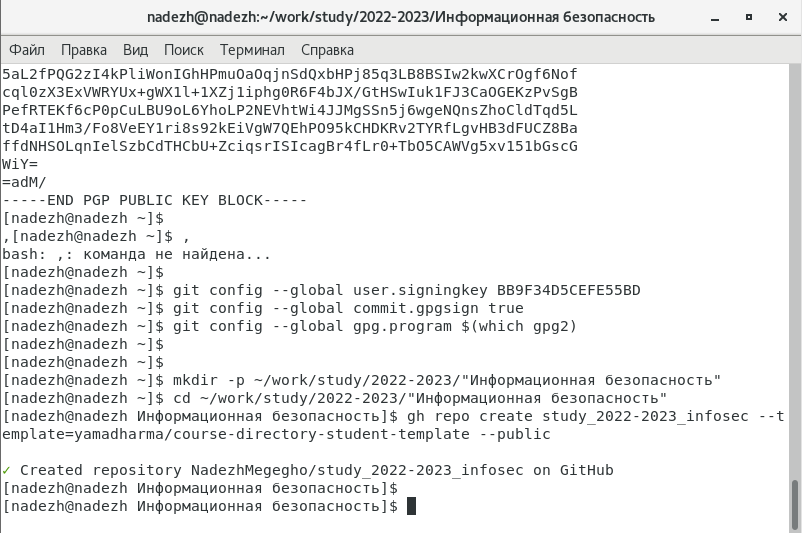 nadezh@nadezh:~/work/study/2022-2023/Информационная безопасность
Файл Правка Вид Поиск Терминал Справка
5aL2fPQG2zI4kPliWonIGhHPmuOaOqjnSdQxbHPj85q3LB8BSIw2kwXCrOgf6Nof
cql0zX3ExVWRYUx+gWX1l+1XZj1iphg0R6F4bJX/GtHSwIuk1FJ3CaOGEKzPvSgB
PefRTEKf6cP0pCuLBU9oL6YhoLP2NEVhtWi4JJMgSSn5j6wgeNQnsZhoCldTqd5L
tD4aI1Hm3/Fo8VeEY1ri8s92kEiVgW7QEhPO95kCHDKRv2TYRfLgvHB3dFUCZ8Ba
ffdNHSOLqnIelSzbCdTHCbU+ZciqsrISIcagBr4fLr0+TbO5CAWVg5xv151bGscG
WiY=
=adM/
-----END PGP PUBLIC KEY BLOCK-----
[nadezh@nadezh ~]$
,[nadezh@nadezh ~]$ ,
bash: ,: команда не найдена...
[nadezh@nadezh ~]$
[nadezh@nadezh ~]$ git config --global user.signingkey BB9F34D5CEFE55BD
[nadezh@nadezh ~]$ git config --global commit.gpgsign true
[nadezh@nadezh ~]$ git config --global gpg.program $(which gpg2)
[nadezh@nadezh ~]$
[nadezh@nadezh ~]$
[nadezh@nadezh ~]$ mkdir -p ~/work/study/2022-2023/"Информационная безопасность"
[nadezh@nadezh ~]$ cd ~/work/study/2022-2023/"Информационная безопасность"
[nadezh@nadezh Информационная безопасность]$ gh repo create study_2022-2023_infosec --t
emplate=yamadharma/course-directory-student-template --public
✓ Created repository NadezhMegegho/study_2022-2023_infosec on GitHub
[nadezh@nadezh Информационная безопасность]$
[nadezh@nadezh Информационная безопасность]$